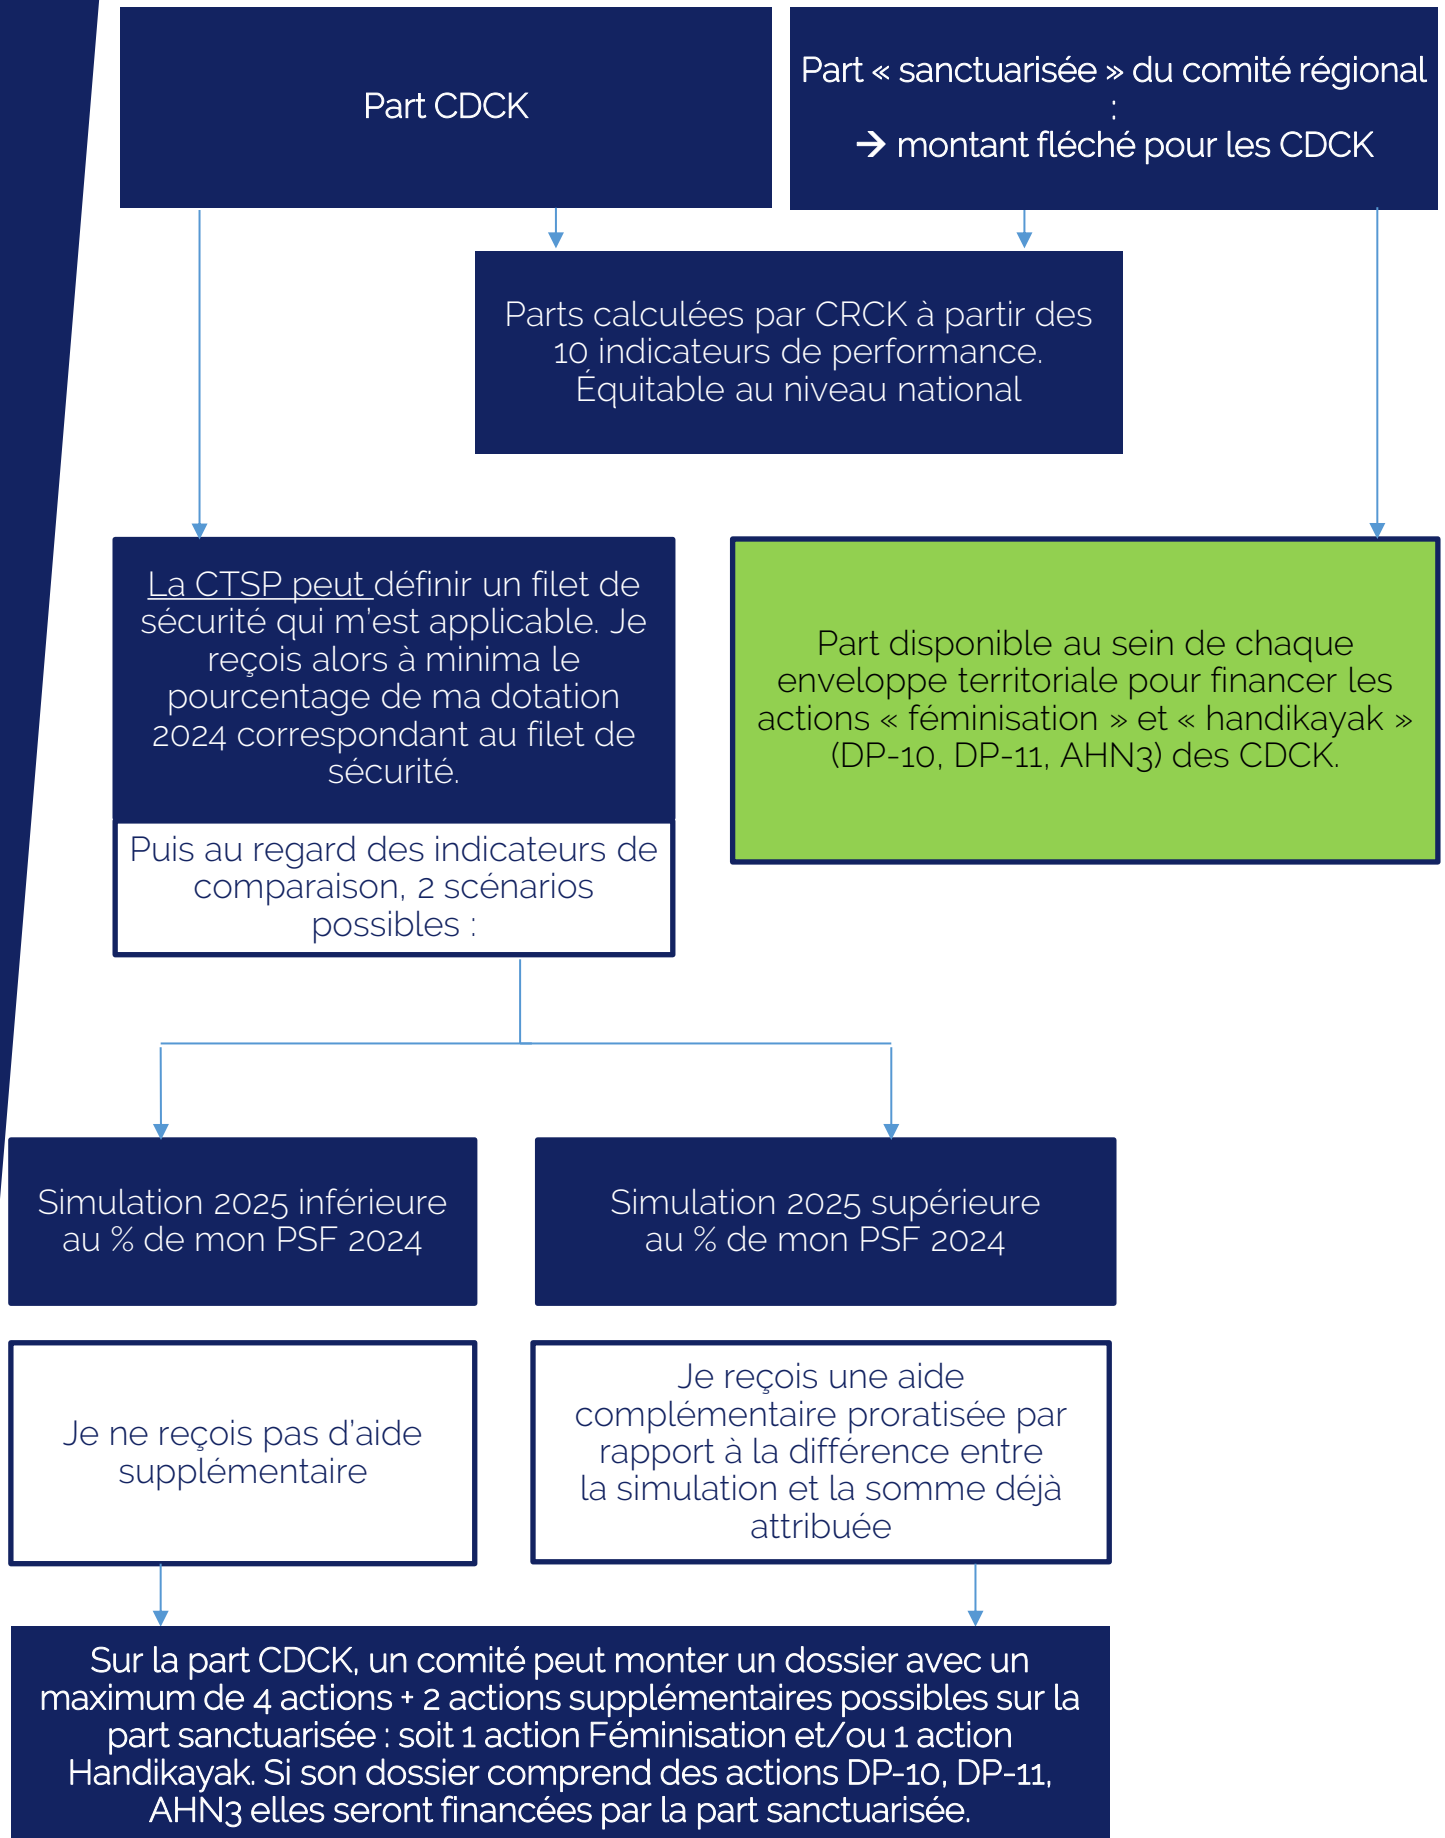 Part CDCK
Part « sanctuarisée » du comité régional
:
→ montant fléché pour les CDCK
Parts calculées par CRCK à partir des
10 indicateurs de performance.
Équitable au niveau national
La CTSP peut définir un filet de
sécurité qui m'est applicable. Je
reçois alors à minima le
pourcentage de ma dotation
2024 correspondant au filet de
sécurité.
Part disponible au sein de chaque
enveloppe territoriale pour financer les
actions « féminisation » et « handikayak »
(DP-10, DP-11, AHN3) des CDCK.
Puis au regard des indicateurs de
comparaison, 2 scénarios
possibles :
Simulation 2025 inférieure
au % de mon PSF 2024
Simulation 2025 supérieure
au % de mon PSF 2024
Je ne reçois pas d'aide
supplémentaire
Je reçois une aide
complémentaire proratisée par
rapport à la différence entre
la simulation et la somme déjà
attribuée
Sur la part CDCK, un comité peut monter un dossier avec un
maximum de 4 actions + 2 actions supplémentaires possibles sur la
part sanctuarisée : soit 1 action Féminisation et/ou 1 action
Handikayak. Si son dossier comprend des actions DP-10, DP-11,
AHN3 elles seront financées par la part sanctuarisée.